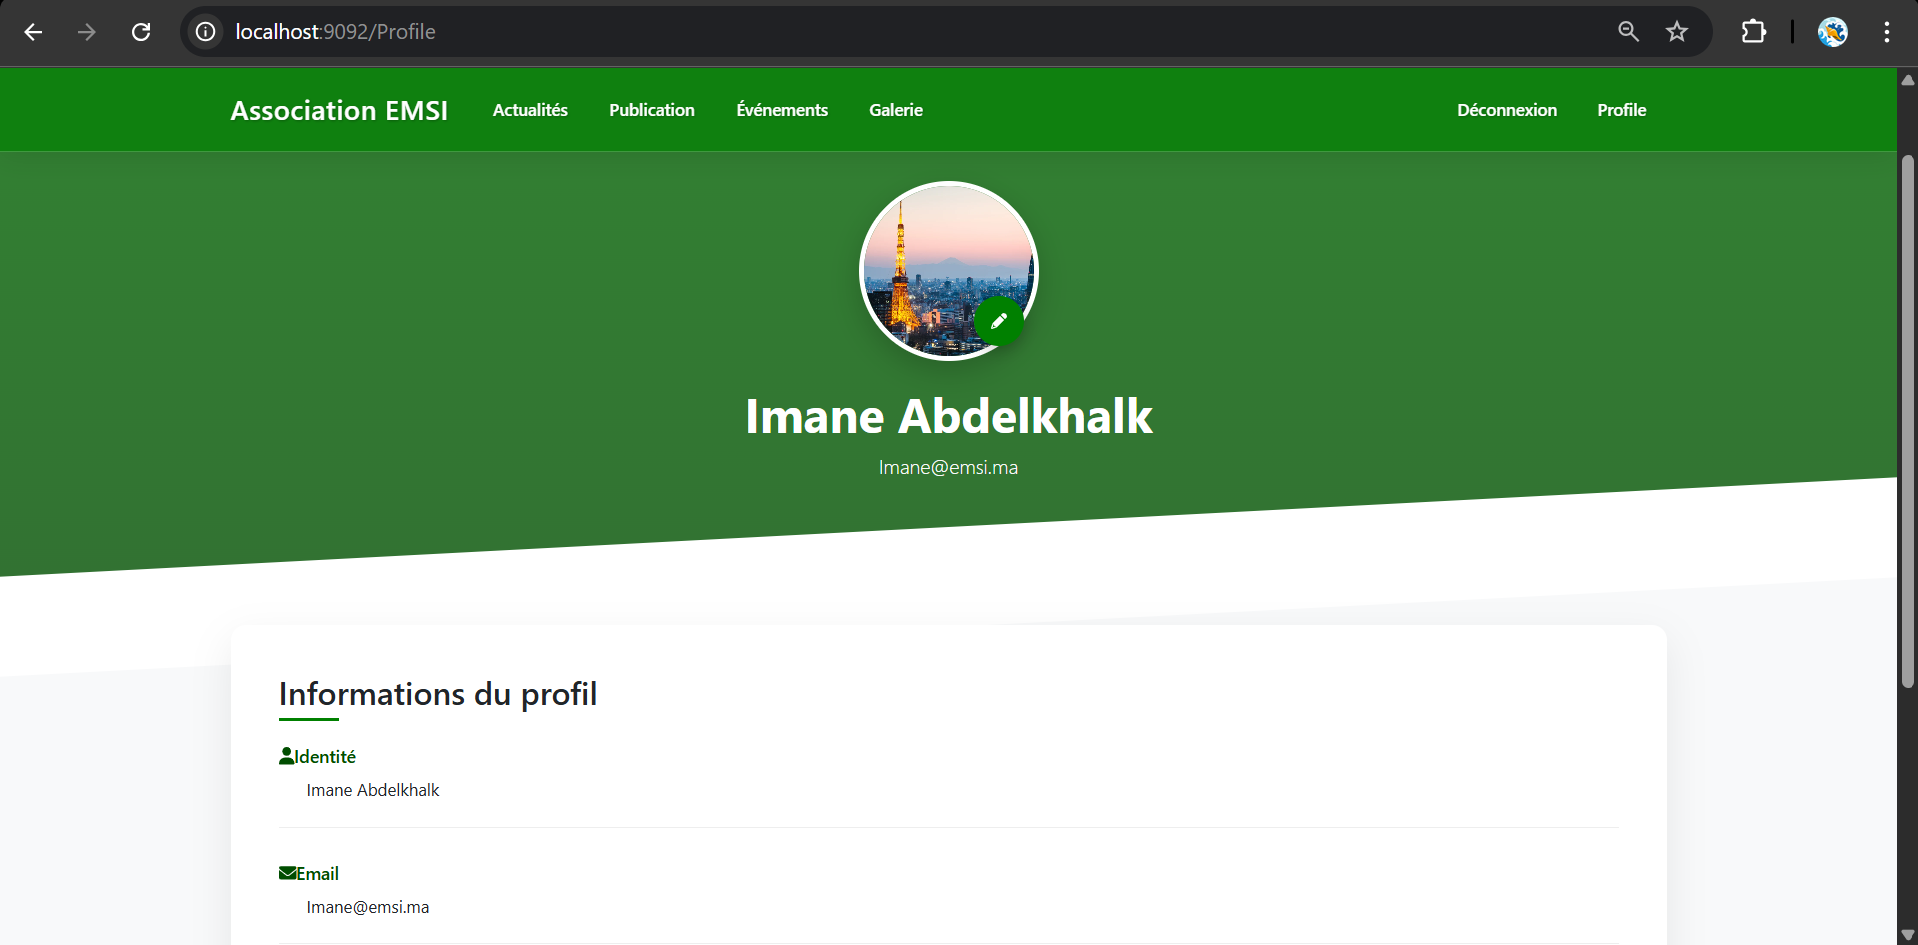 localhost:9092/Profile
Association EMSI Actualités Publication Événements Galerie Déconnexion Profile
Imane Abdelkhalk
Imane@emsi.ma
Informations du profil
Identité
Imane Abdelkhalk
Email
Imane@emsi.ma